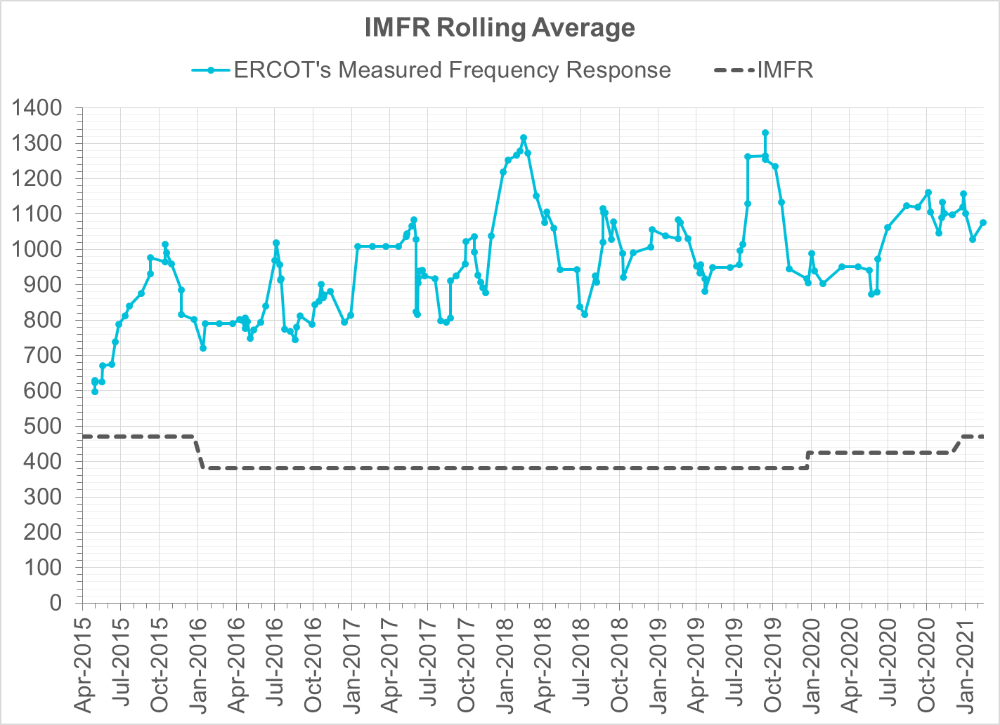 IMFR Rolling Average
ERCOT's Measured Frequency Response
IMFR
1400
1300
1200
1100
1000
900
800
700
600
500
400
300
200
100
0
Apr-2015
Jul-2015
Oct-2015
Jan-2016
Apr-2016
Jul-2016
Oct-2016
Jan-2017
Apr-2017
Jul-2017
Oct-2017
Jan-2018
Apr-2018
Jul-2018
Oct-2018
Jan-2019
Apr-2019
Jul-2019
Oct-2019
Jan-2020
Apr-2020
Jul-2020
Oct-2020
Jan-2021